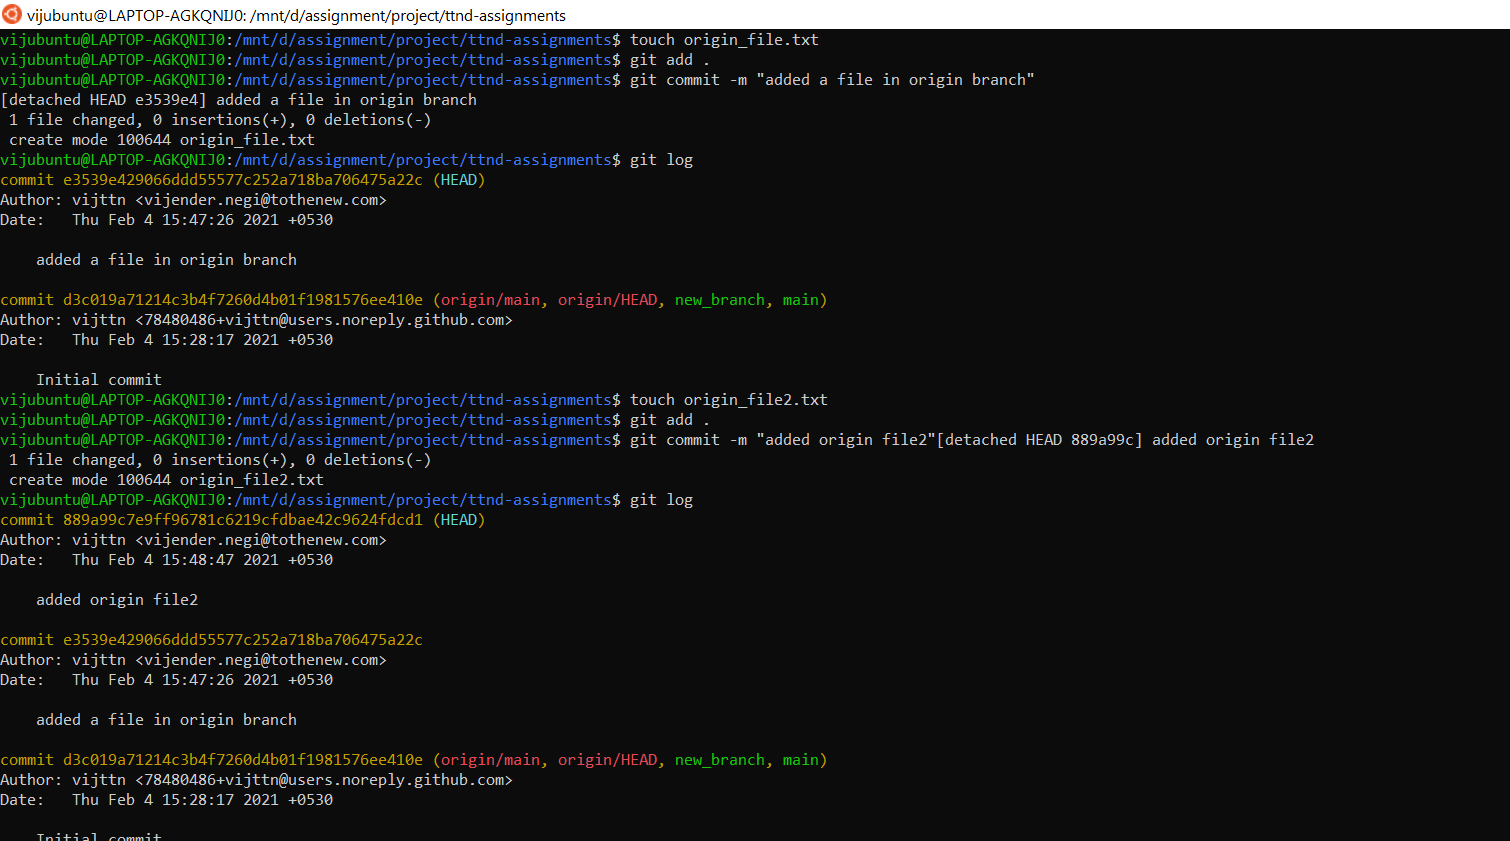 vijubuntu@LAPTOP-AGKQNIJ0: /mnt/d/assignment/project/ttnd-assignments
vijubuntu@LAPTOP-AGKQNIJ0:/mnt/d/assignment/project/ttnd-assignments$ touch origin_file.txt
vijubuntu@LAPTOP-AGKQNIJ0:/mnt/d/assignment/project/ttnd-assignments$ git add .
vijubuntu@LAPTOP-AGKQNIJ0:/mnt/d/assignment/project/ttnd-assignments$ git commit -m "added a file in origin branch"
[detached HEAD e3539e4] added a file in origin branch
 1 file changed, 0 insertions(+), 0 deletions(-)
 create mode 100644 origin_file.txt
vijubuntu@LAPTOP-AGKQNIJ0:/mnt/d/assignment/project/ttnd-assignments$ git log
commit e3539e429066ddd55577c252a718ba706475a22c (HEAD)
Author: vijttn <vijender.negi@tothenew.com>
Date:   Thu Feb 4 15:47:26 2021 +0530
    added a file in origin branch
commit d3c019a71214c3b4f7260d4b01f1981576ee410e (origin/main, origin/HEAD, new_branch, main)
Author: vijttn <78480486+vijttn@users.noreply.github.com>
Date:   Thu Feb 4 15:28:17 2021 +0530
    Initial commit
vijubuntu@LAPTOP-AGKQNIJ0:/mnt/d/assignment/project/ttnd-assignments$ touch origin_file2.txt
vijubuntu@LAPTOP-AGKQNIJ0:/mnt/d/assignment/project/ttnd-assignments$ git add .
vijubuntu@LAPTOP-AGKQNIJ0:/mnt/d/assignment/project/ttnd-assignments$ git commit -m "added origin file2"[detached HEAD 889a99c] added origin file2
 1 file changed, 0 insertions(+), 0 deletions(-)
 create mode 100644 origin_file2.txt
vijubuntu@LAPTOP-AGKQNIJ0:/mnt/d/assignment/project/ttnd-assignments$ git log
commit 889a99c7e9ff96781c6219cfdbae42c9624fdcd1 (HEAD)
Author: vijttn <vijender.negi@tothenew.com>
Date:   Thu Feb 4 15:48:47 2021 +0530
    added origin file2
commit e3539e429066ddd55577c252a718ba706475a22c
Author: vijttn <vijender.negi@tothenew.com>
Date:   Thu Feb 4 15:47:26 2021 +0530
    added a file in origin branch
commit d3c019a71214c3b4f7260d4b01f1981576ee410e (origin/main, origin/HEAD, new_branch, main)
Author: vijttn <78480486+vijttn@users.noreply.github.com>
Date:   Thu Feb 4 15:28:17 2021 +0530
    Initial commit